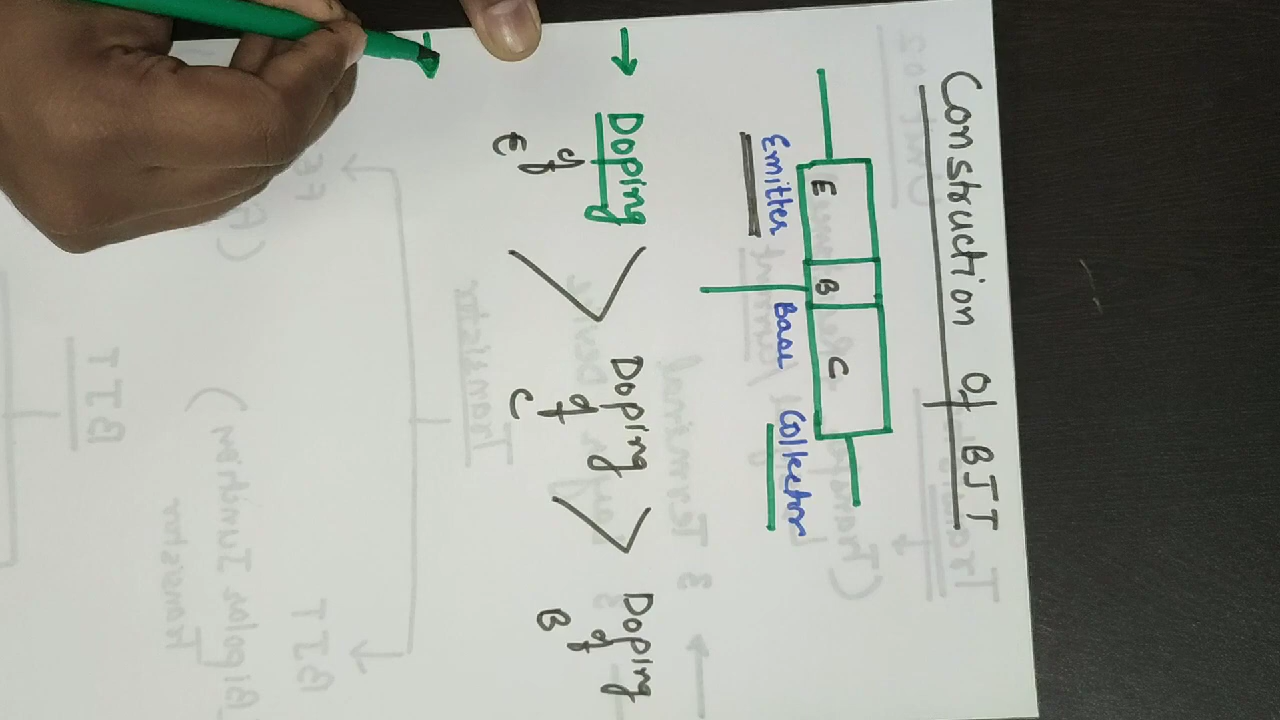 Construction Of BJT
E B C
Emitter Base Collector
→ Doping of E > Doping of C > Doping of B